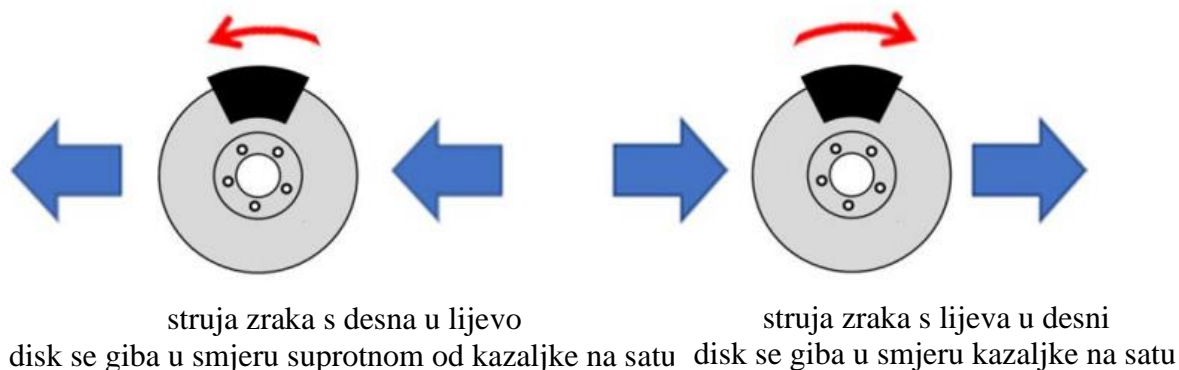 struja zraka s desna u lijevo
disk se giba u smjeru suprotnom od kazaljke na satu
struja zraka s lijeva u desni
disk se giba u smjeru kazaljke na satu